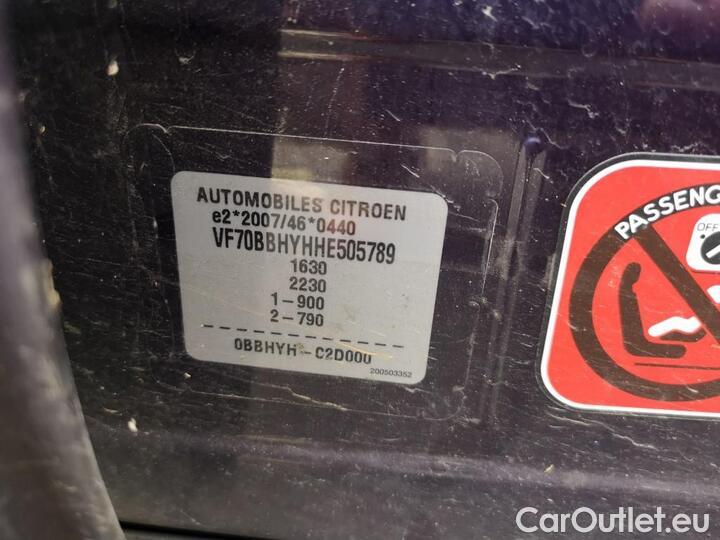 AUTOMOBILES CITROEN
e2*2007/46*0440
VF70BBHYHHE505789
1630
2230
1-900
2-790
0BBHYH - C2D000
200503352
PASSENG
OFF
CarOutlet.eu